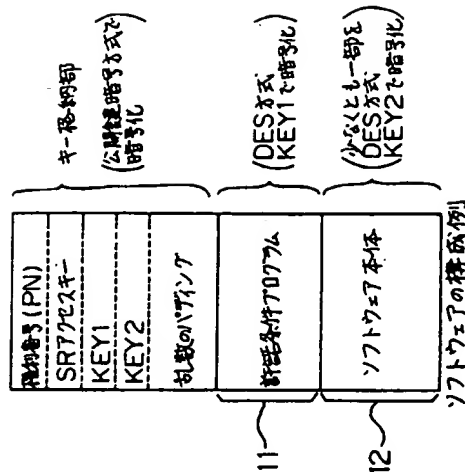 (PN)
SRアクセスキー
KEY1
KEY2
乱数のパディング
キー格納部
(公開鍵暗号方式で
暗号化)
11
許諾条件プログラム
(DES方式
KEY1で暗号化)
12
ソフトウェア本体
(少なくとも一部を
DES方式
KEY2で暗号化)
ソフトウェアの構成例